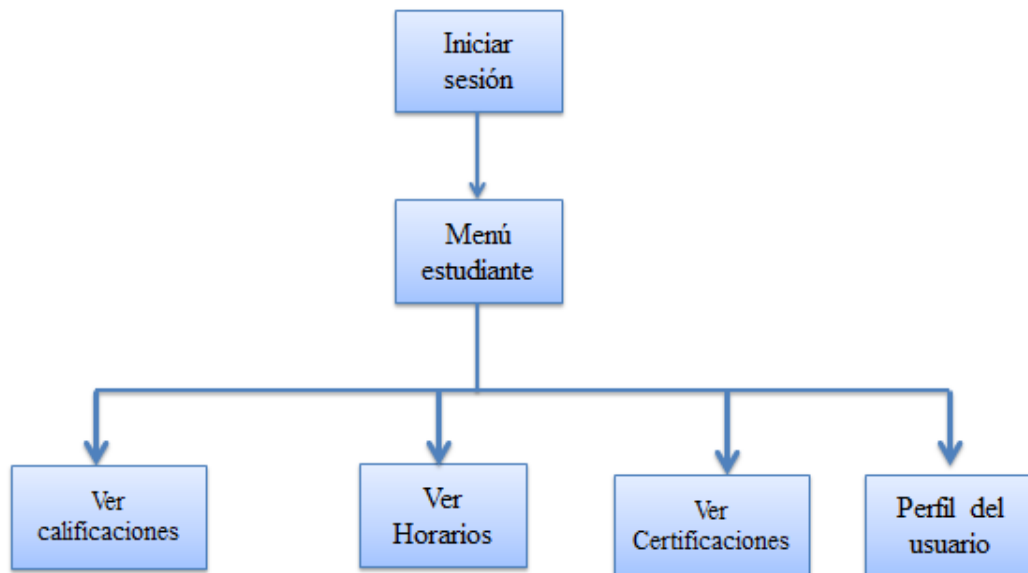 Iniciar
sesión
Menú
estudiante
Ver
calificaciones
Ver
Horarios
Ver
Certificaciones
Perfil del
usuario